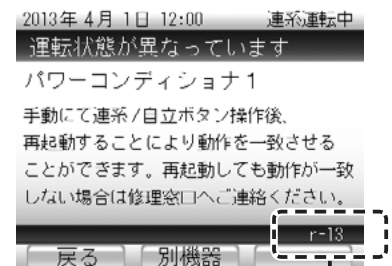 2013年 4月 1日 12:00 連系運転中
運転状態が異なっています
パワーコンディショナ1
手動にて連系/自立ボタン操作後、
再起動することにより動作を一致させる
ことができます。再起動しても動作が一致
しない場合は修理窓口へご連絡ください。
r-13
戻る 別機器